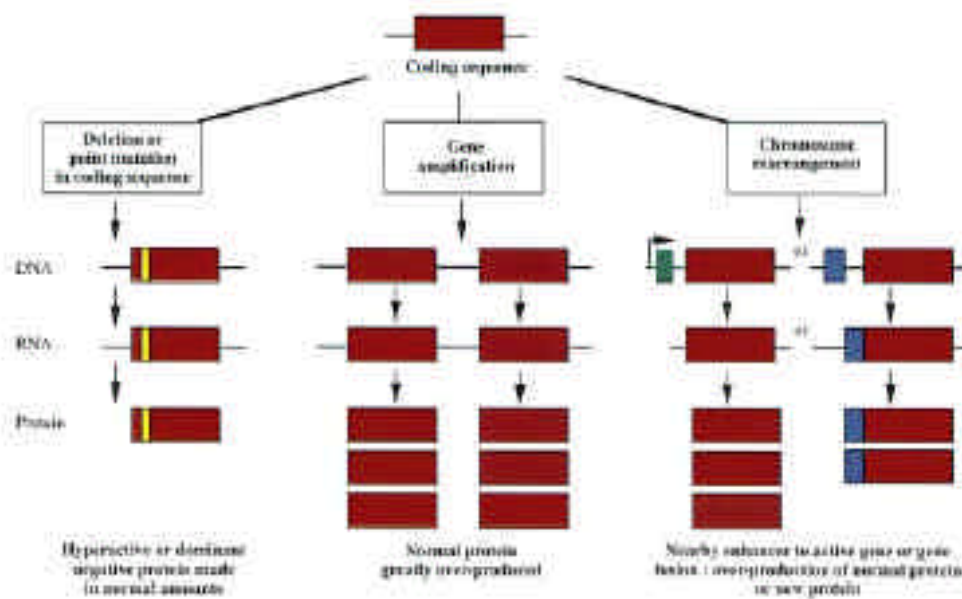 Coding sequence
Deletion or
point mutation
in coding sequence
Gene
amplification
Chromosome
rearrangement
DNA
or
RNA
or
Protein
Hyperactive or dominant
negative protein made
in normal amounts
Normal protein
greatly overproduced
Nearby enhancer to active gene or gene
fusion : overproduction of normal protein
or new protein